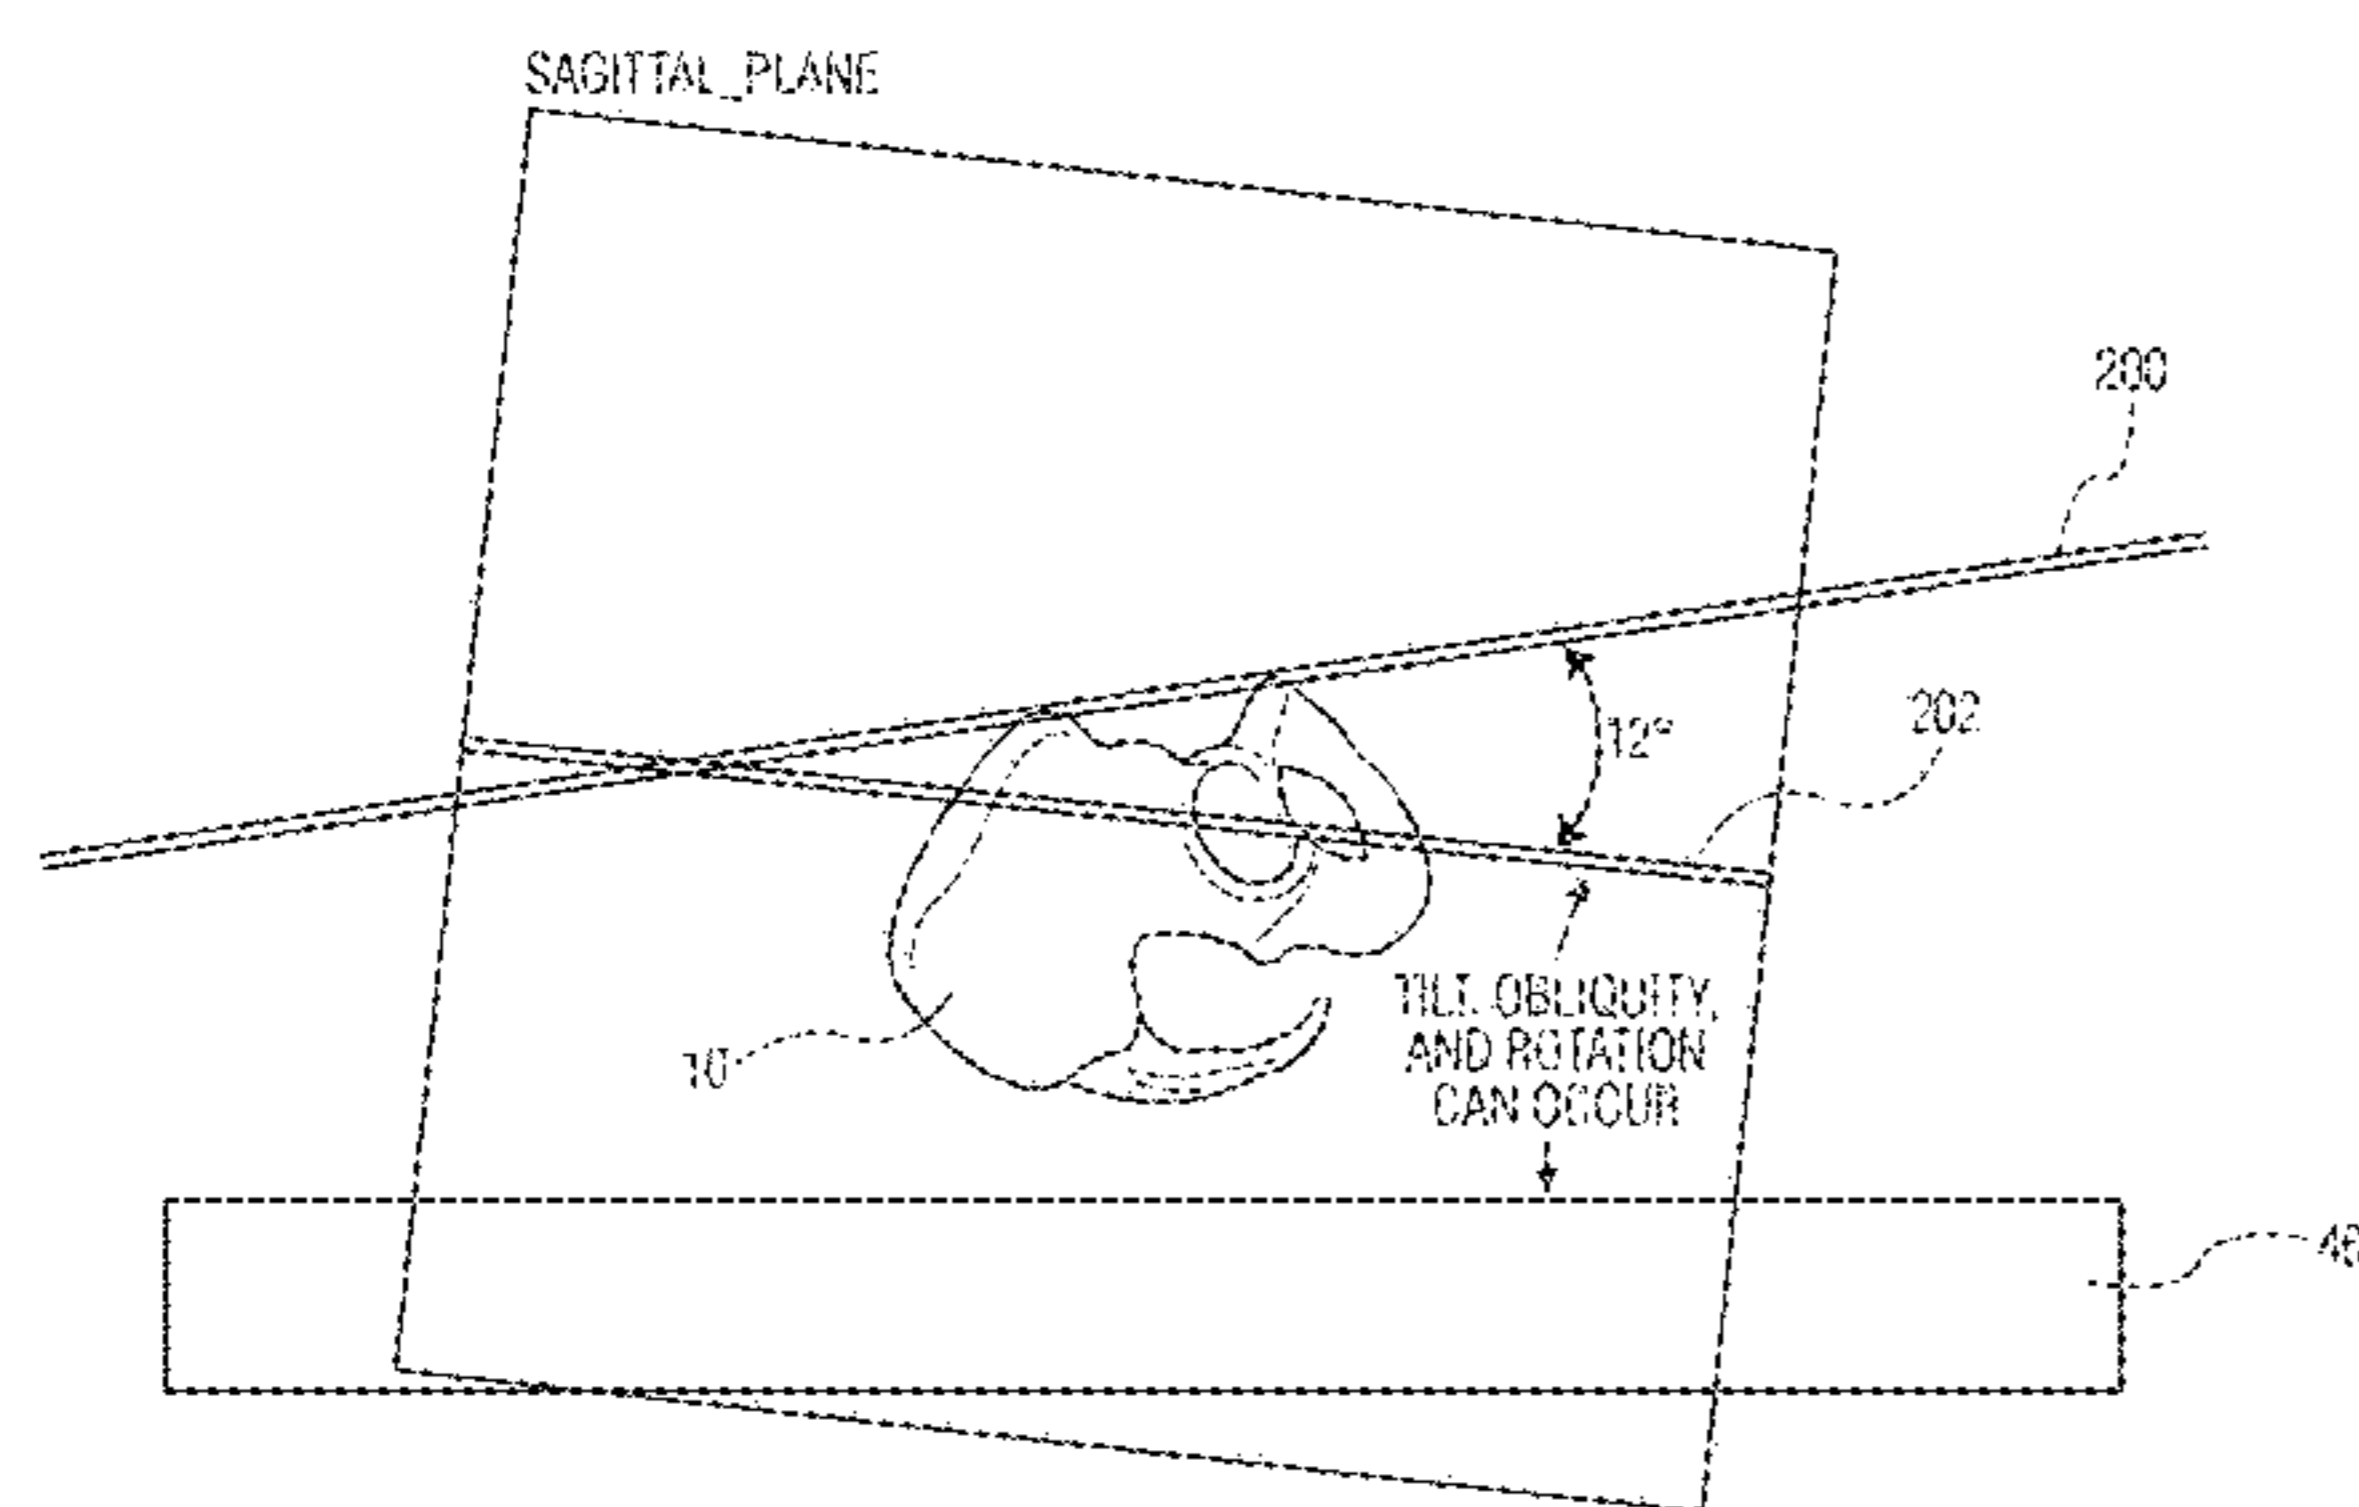 SAGITTAL_PLANE
200
202
12°
10
TILT, OBLIQUITY,
AND ROTATION
CAN OCCUR